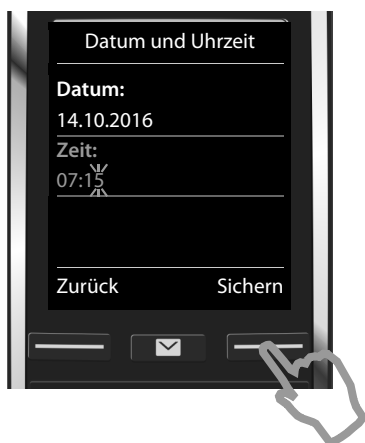 Datum und Uhrzeit
Datum:
14.10.2016
Zeit:
07:15
Zurück Sichern